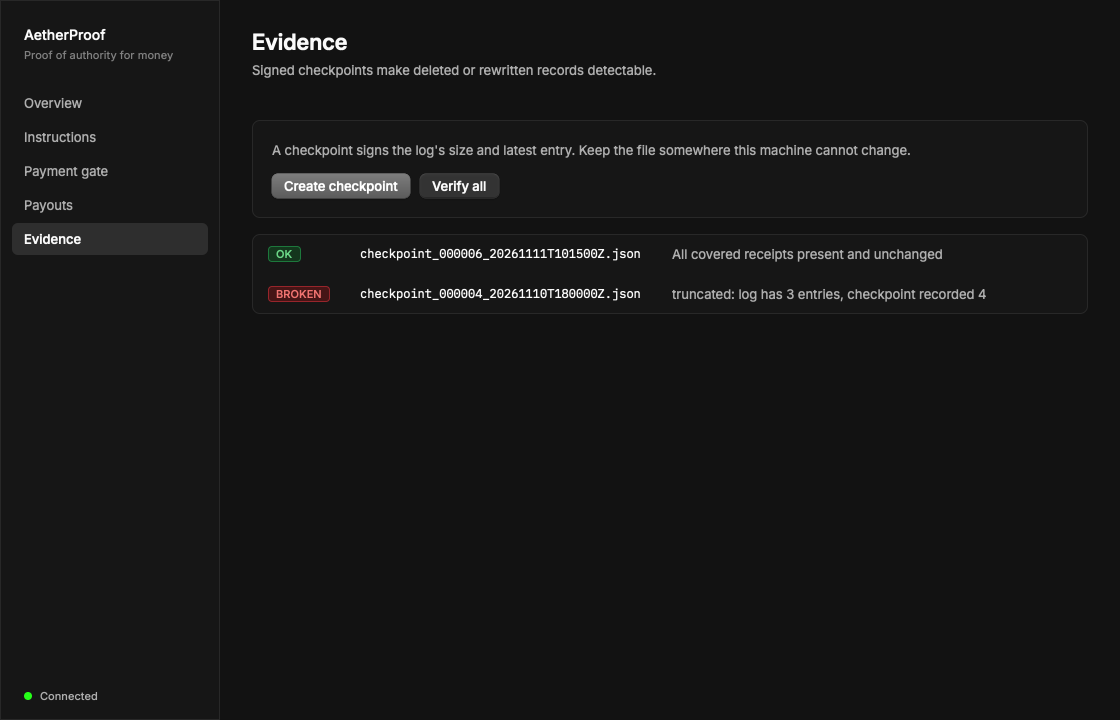 AetherProof
Proof of authority for money
Overview
Instructions
Payment gate
Payouts
Evidence
Connected
Evidence
Signed checkpoints make deleted or rewritten records detectable.
A checkpoint signs the log's size and latest entry. Keep the file somewhere this machine cannot change.
Create checkpoint Verify all
OK checkpoint_000006_20261111T101500Z.json All covered receipts present and unchanged
BROKEN checkpoint_000004_20261110T180000Z.json truncated: log has 3 entries, checkpoint recorded 4